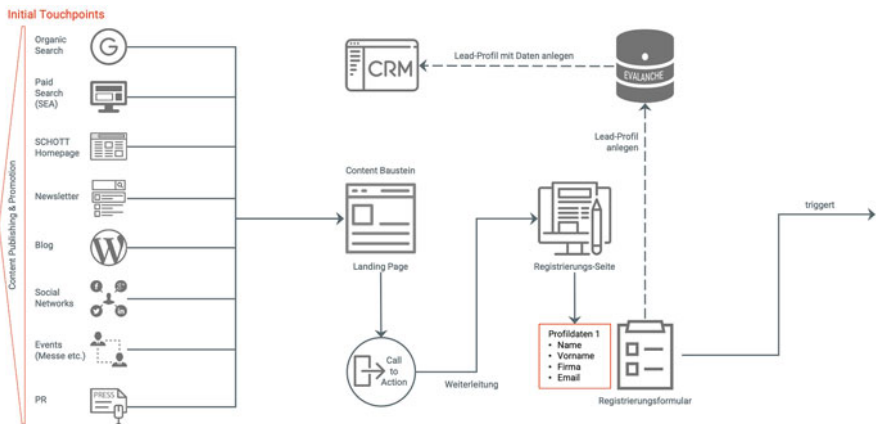 Initial Touchpoints
Content Publishing & Promotion
Organic
Search
G
Paid
Search
(SEA)
SCHOTT
Homepage
Newsletter
Blog
Social
Networks
Events
(Messe etc.)
PR
PRESS
Content Baustein
Landing Page
Call
to
Action
Weiterleitung
CRM
Lead-Profil mit Daten anlegen
EVALANCHE
Lead-Profil
anlegen
Registrierungs-Seite
Profildaten 1
• Name
• Vorname
• Firma
• Email
Registrierungsformular
triggert